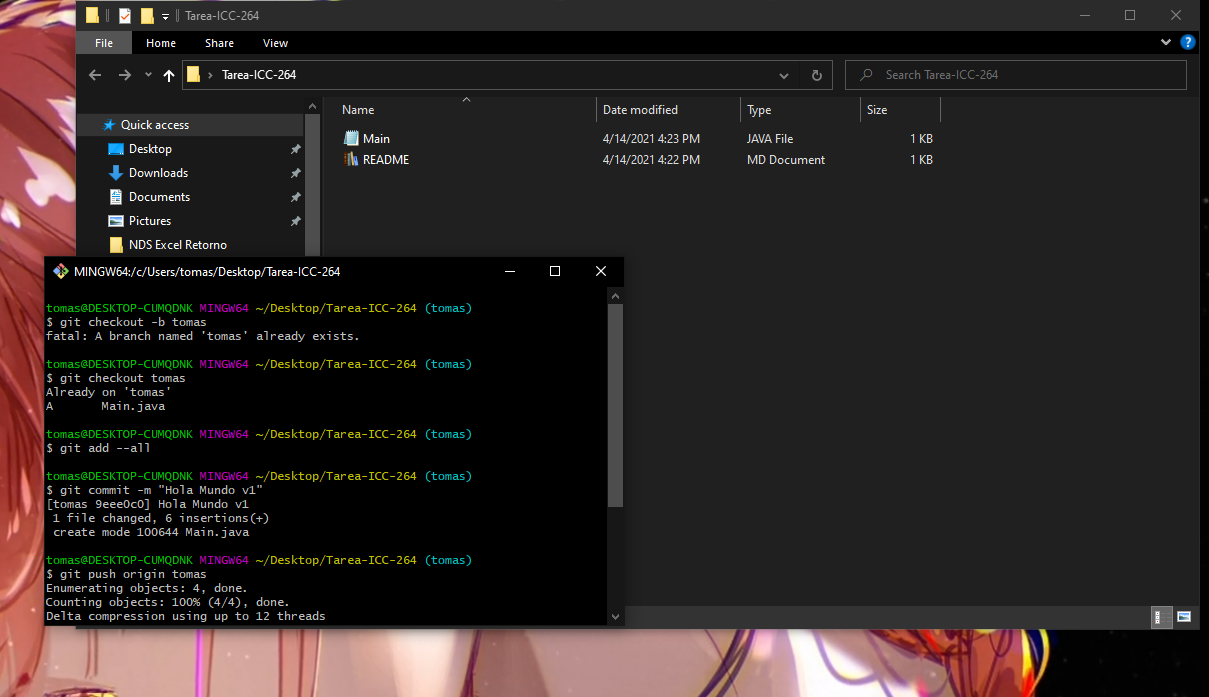 Tarea-ICC-264
File Home Share View
Tarea-ICC-264 Search Tarea-ICC-264
Name Date modified Type Size
Quick access
Desktop
Downloads
Documents
Pictures
NDS Excel Retorno
Main 4/14/2021 4:23 PM JAVA File 1 KB
README 4/14/2021 4:22 PM MD Document 1 KB
MINGW64:/c/Users/tomas/Desktop/Tarea-ICC-264
tomas@DESKTOP-CUMQDNK MINGW64 ~/Desktop/Tarea-ICC-264 (tomas)
$ git checkout -b tomas
fatal: A branch named 'tomas' already exists.
tomas@DESKTOP-CUMQDNK MINGW64 ~/Desktop/Tarea-ICC-264 (tomas)
$ git checkout tomas
Already on 'tomas'
A Main.java
tomas@DESKTOP-CUMQDNK MINGW64 ~/Desktop/Tarea-ICC-264 (tomas)
$ git add --all
tomas@DESKTOP-CUMQDNK MINGW64 ~/Desktop/Tarea-ICC-264 (tomas)
$ git commit -m "Hola Mundo v1"
[tomas 9eee0c0] Hola Mundo v1
1 file changed, 6 insertions(+)
create mode 100644 Main.java
tomas@DESKTOP-CUMQDNK MINGW64 ~/Desktop/Tarea-ICC-264 (tomas)
$ git push origin tomas
Enumerating objects: 4, done.
Counting objects: 100% (4/4), done.
Delta compression using up to 12 threads